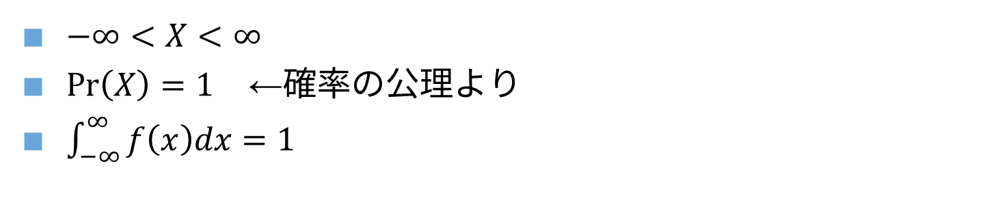 ■ −∞ < X < ∞
■ Pr(X) = 1 ←確率の公理より
■ ∫_{−∞}^{∞} f(x)dx = 1